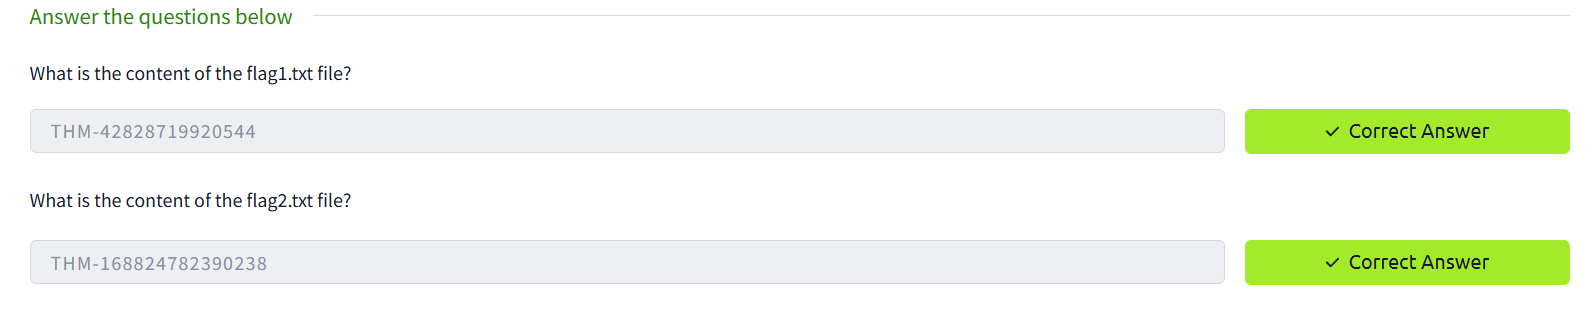 Answer the questions below
What is the content of the flag1.txt file?
THM-42828719920544
Correct Answer
What is the content of the flag2.txt file?
THM-168824782390238
Correct Answer